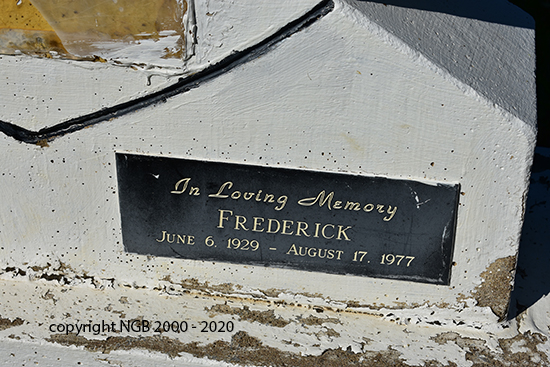 In Loving Memory
FREDERICK
JUNE 6, 1929 – AUGUST 17, 1977
copyright NGB 2000 - 2020